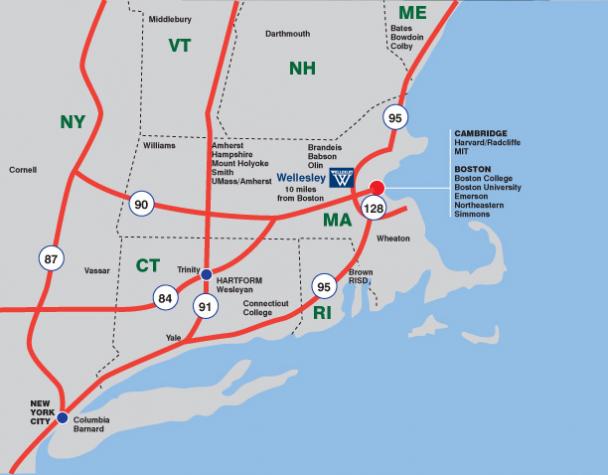 Middlebury
VT
ME
Bates
Bowdoin
Colby
Darthmouth
NH
NY
95
Cornell
Williams
Amherst
Hampshire
Mount Holyoke
Smith
UMass/Amherst
Brandeis
Babson
Olin
Wellesley
WELLESLEY
W
10 miles
from Boston
CAMBRIDGE
Harvard/Radcliffe
MIT
BOSTON
Boston College
Boston University
Emerson
Northeastern
Simmons
90
128
MA
Wheaton
87
Vassar
CT
Trinity
HARTFORM
Wesleyan
84
91
95
Brown
RISD
Connecticut
College
RI
Yale
NEW
YORK
CITY
Columbia
Barnard